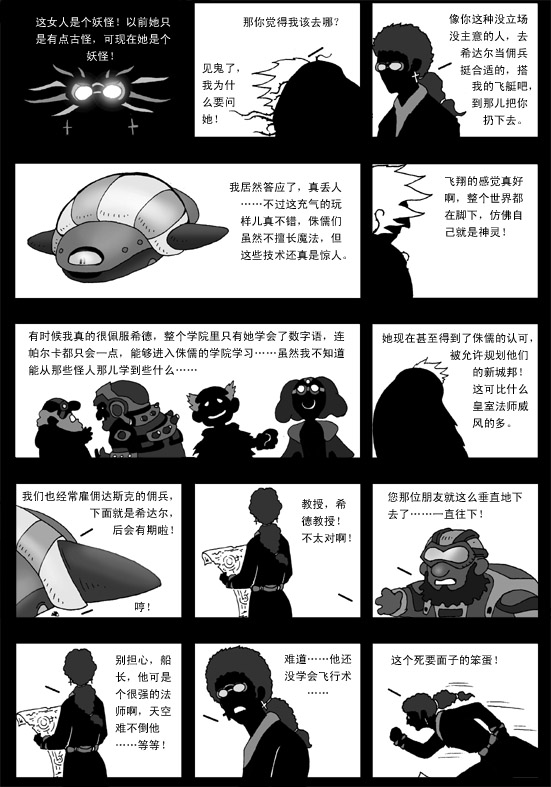 这女人是个妖怪！以前她只
是有点古怪，可现在她是个
妖怪！
那你觉得我该去哪？
见鬼了，
我为什
么要问
她！
像你这种没立场
没主意的人，去
希达尔当佣兵
挺合适的，搭
我的飞艇吧，
到那儿把你
扔下去。
我居然答应了，真丢人
……不过这充气的玩
样儿真不错，侏儒们
虽然不擅长魔法，但
这些技术还真是惊人。
飞翔的感觉真好
啊，整个世界都
在脚下，仿佛自
己就是神灵！
有时候我真的很佩服希德，整个学院里只有她学会了数字语，连
帕尔卡都只会一点，能够进入侏儒的学院学习……虽然我不知道
能从那些怪人那儿学到些什么……
她现在甚至得到了侏儒的认可，
被允许规划他们
的新城邦！
这可比什么
皇室法师威
风的多。
我们也经常雇佣达斯克的佣兵，
下面就是希达尔，
后会有期啦！
哼！
教授，希
德教授！
不太对啊！
您那位朋友就这么垂直地下
去了……一直往下！
别担心，船
长，他可是
个很强的法
师啊，天空
难不倒他
……等等！
难道……他还
没学会飞行术
……
这个死要面子的笨蛋！